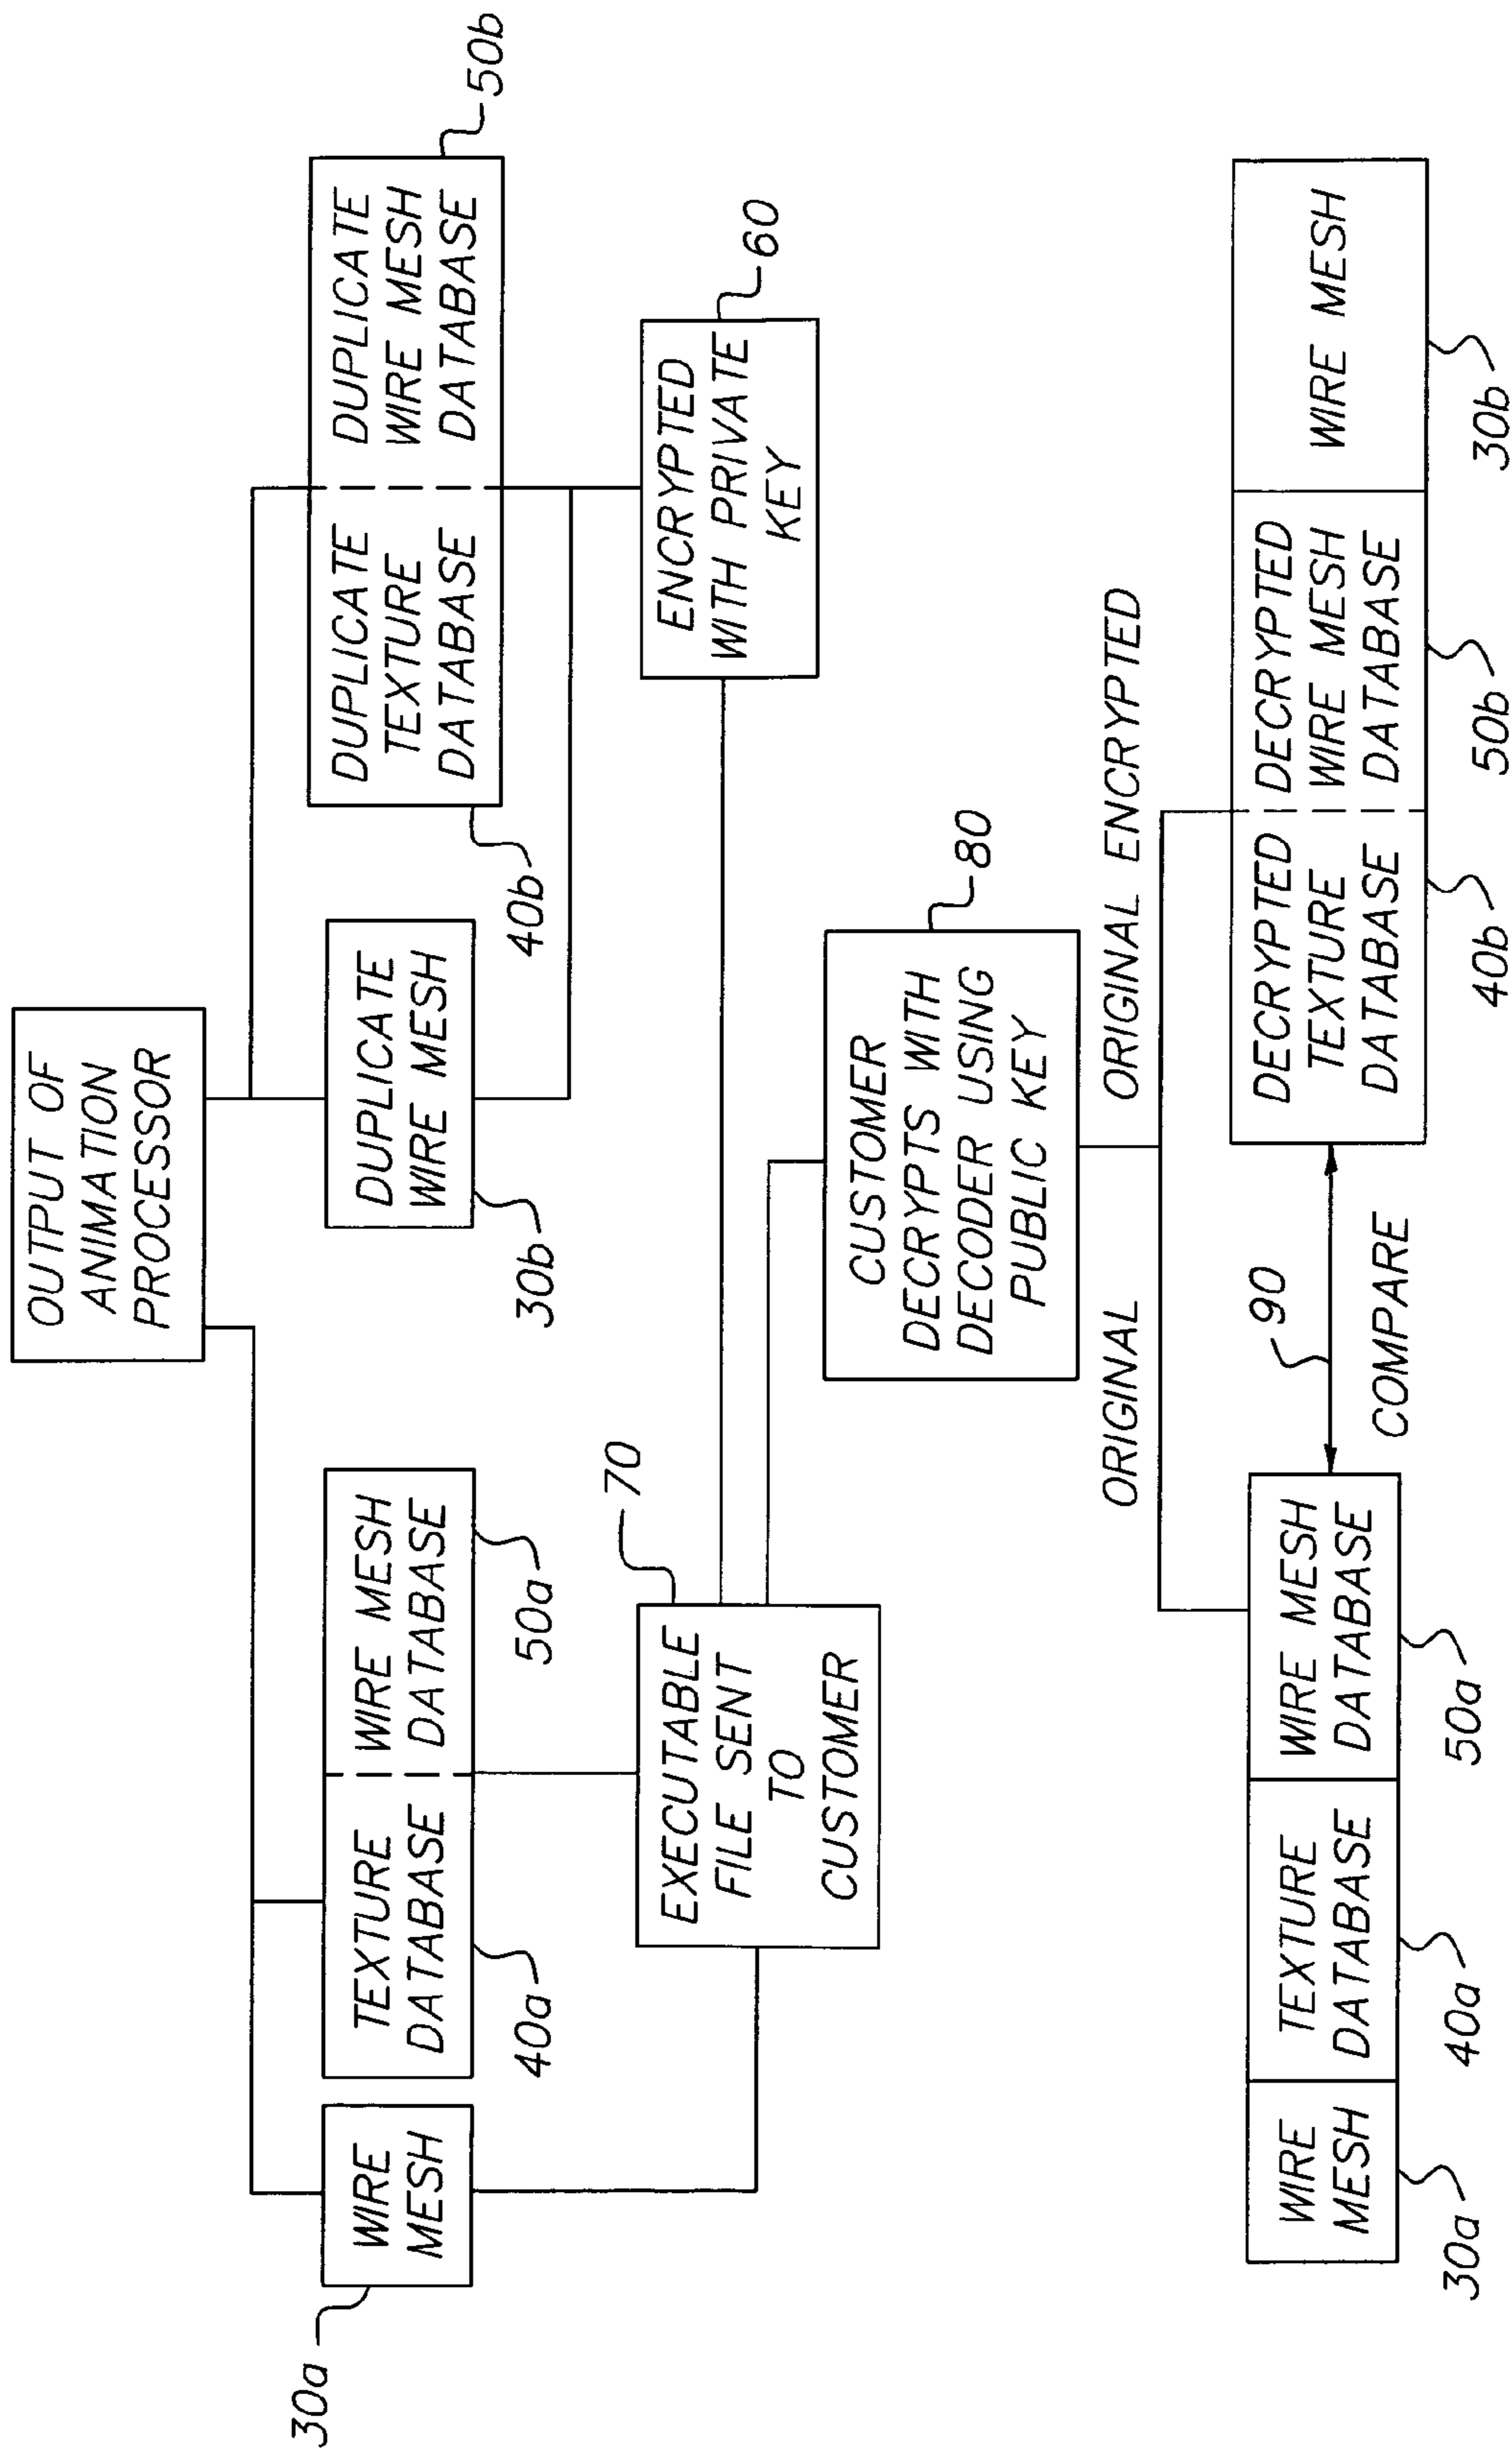 OUTPUT OF
ANIMATION
PROCESSOR
30a
WIRE
MESH
TEXTURE
DATABASE
40a
WIRE MESH
DATABASE
50a
DUPLICATE
WIRE MESH
30b
DUPLICATE
TEXTURE
DATABASE
40b
DUPLICATE
WIRE MESH
DATABASE
50b
EXECUTABLE
FILE SENT
TO
CUSTOMER
70
ENCRYPTED
WITH PRIVATE
KEY
60
CUSTOMER
DECRYPTS WITH
DECODER USING
PUBLIC KEY
80
ORIGINAL
ORIGINAL ENCRYPTED
WIRE
MESH
30a
TEXTURE
DATABASE
40a
WIRE MESH
DATABASE
50a
90
COMPARE
DECRYPTED
TEXTURE
DATABASE
40b
DECRYPTED
WIRE MESH
DATABASE
50b
WIRE MESH
30b